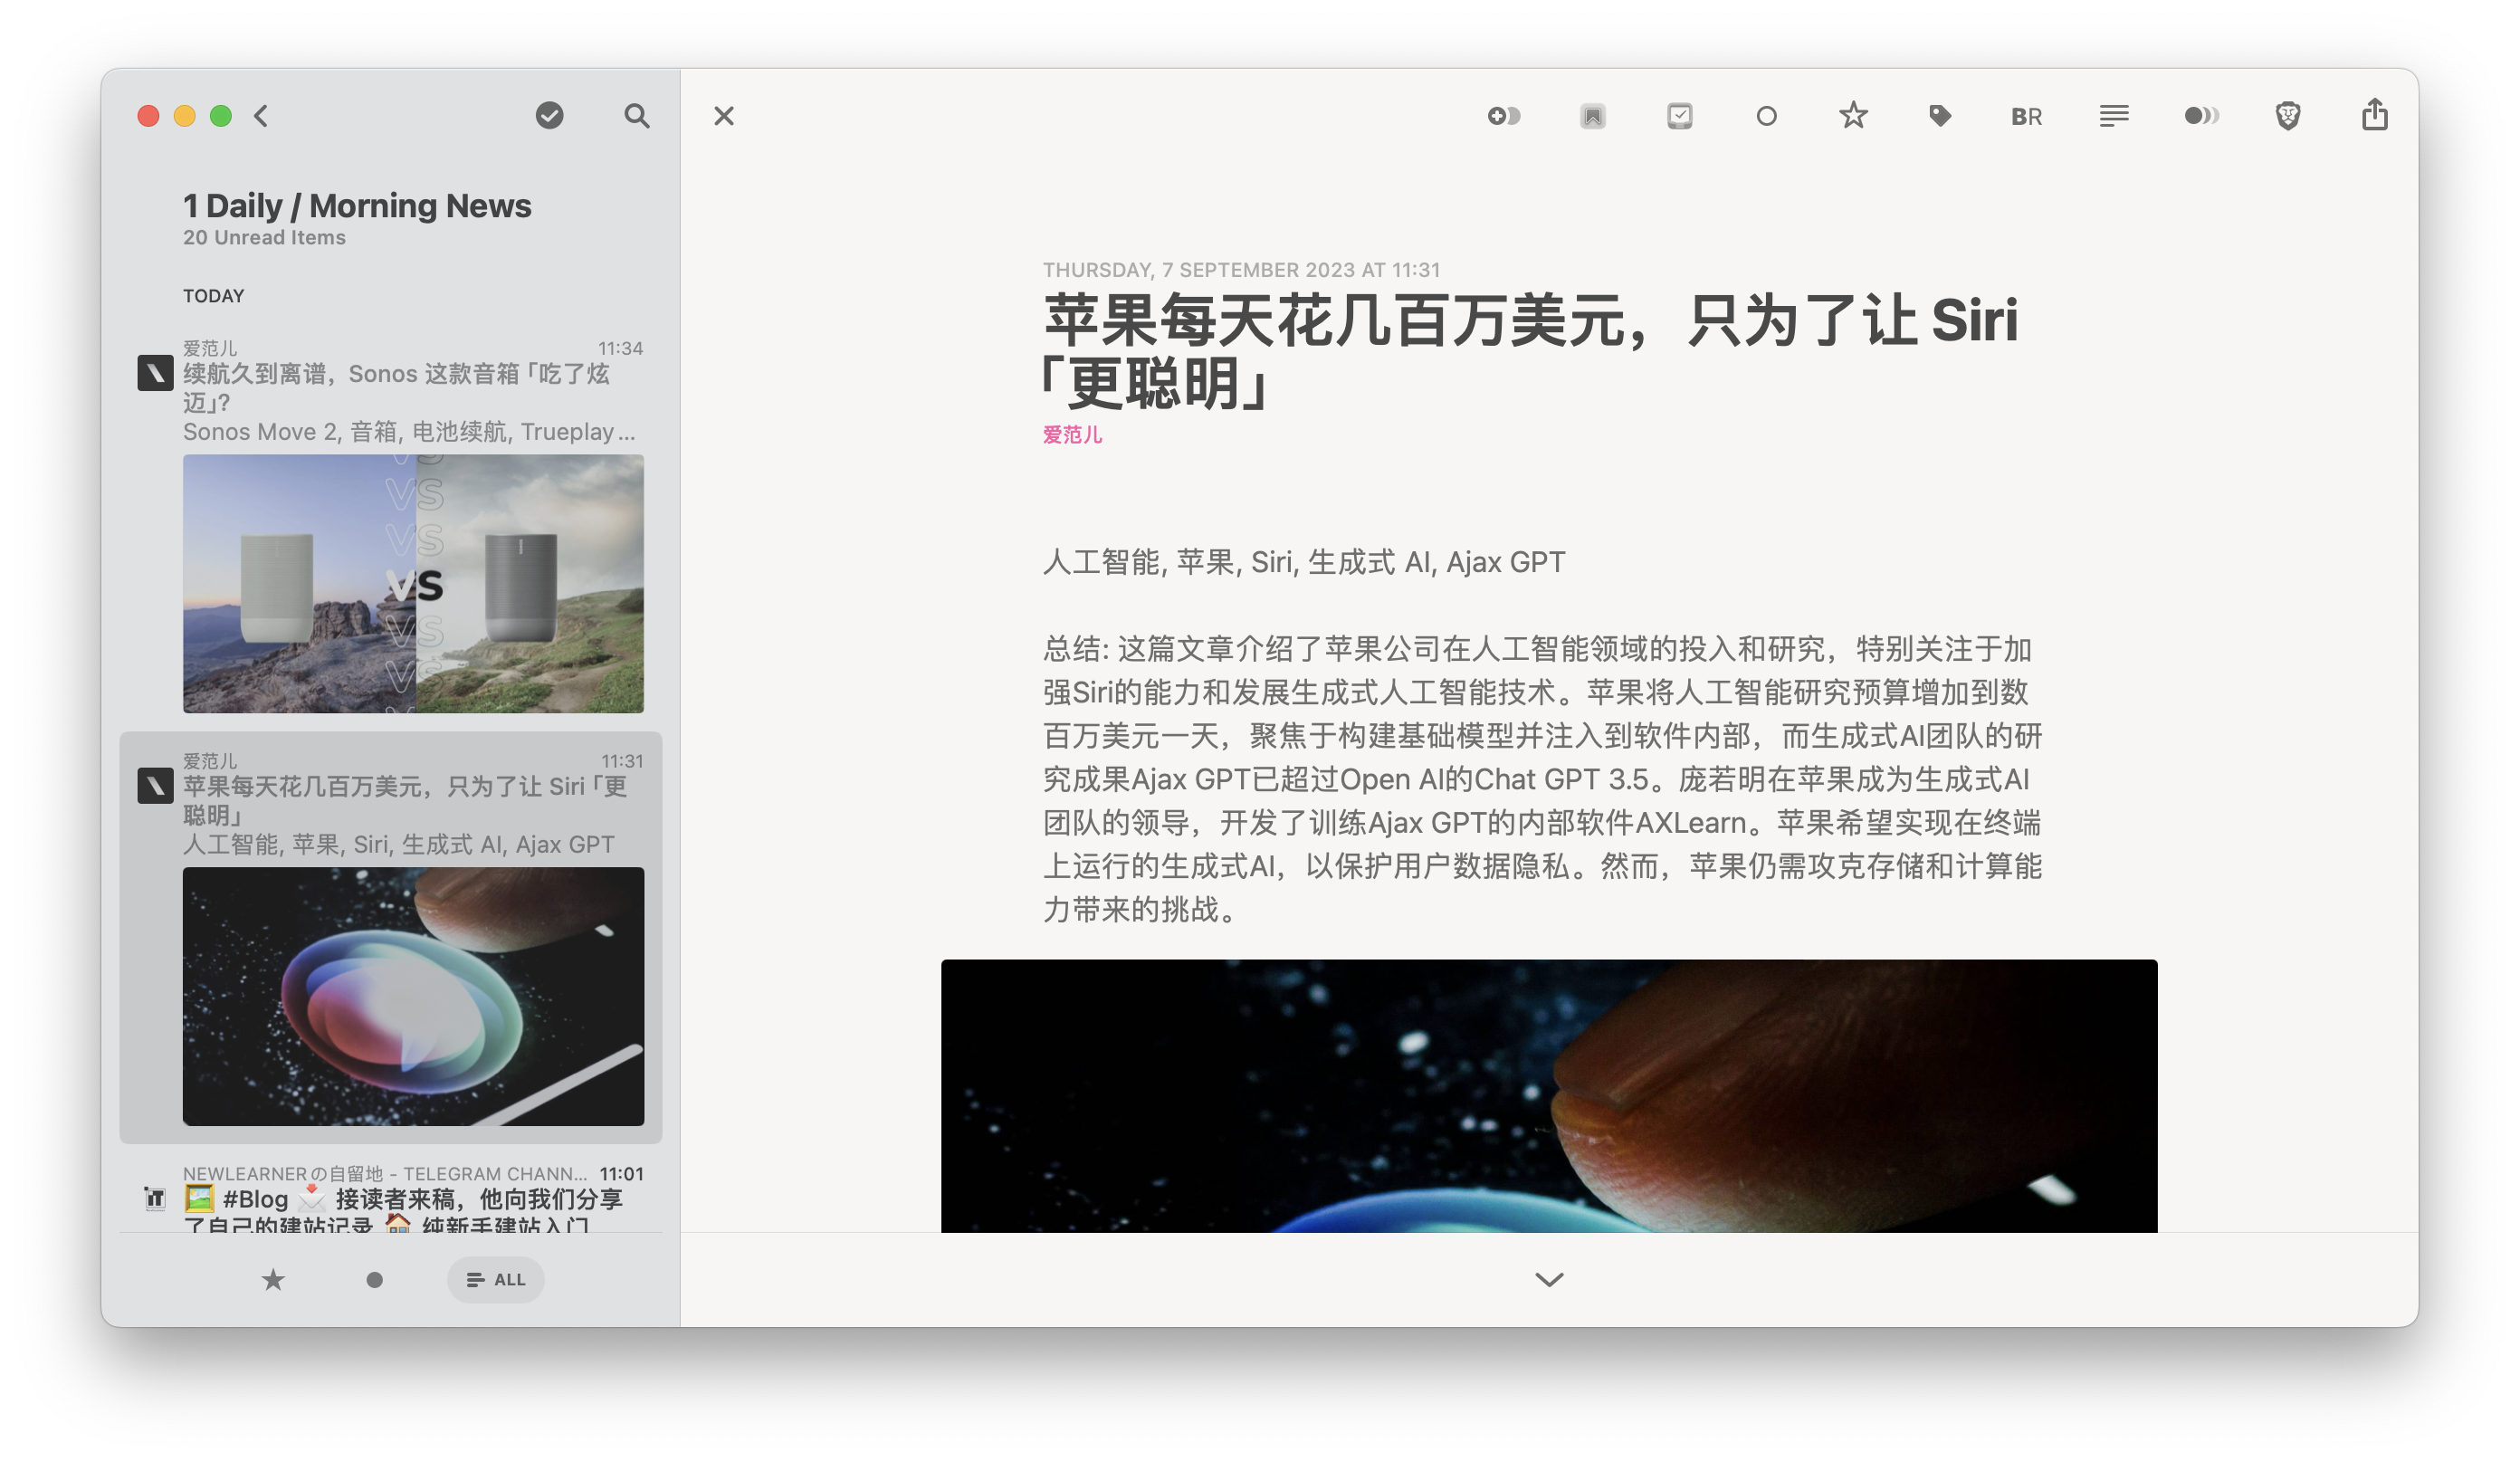 1 Daily / Morning News
20 Unread Items
TODAY
爱范儿 11:34
续航久到离谱，Sonos 这款音箱「吃了炫
迈」？
Sonos Move 2, 音箱, 电池续航, Trueplay…
VS
VS
VS
VS
VS
VS
爱范儿 11:31
苹果每天花几百万美元，只为了让 Siri「更
聪明」
人工智能, 苹果, Siri, 生成式 AI, Ajax GPT
NEWLEARNERの自留地 - TELEGRAM CHANN… 11:01
🖼️ #Blog 📩 接读者来稿，他向我们分享
了自己的建站记录 🏠 纯新手建站入门
ALL
BR
THURSDAY, 7 SEPTEMBER 2023 AT 11:31
苹果每天花几百万美元，只为了让 Siri
「更聪明」
爱范儿
人工智能, 苹果, Siri, 生成式 AI, Ajax GPT
总结: 这篇文章介绍了苹果公司在人工智能领域的投入和研究，特别关注于加
强Siri的能力和发展生成式人工智能技术。苹果将人工智能研究预算增加到数
百万美元一天，聚焦于构建基础模型并注入到软件内部，而生成式AI团队的研
究成果Ajax GPT已超过Open AI的Chat GPT 3.5。庞若明在苹果成为生成式AI
团队的领导，开发了训练Ajax GPT的内部软件AXLearn。苹果希望实现在终端
上运行的生成式AI，以保护用户数据隐私。然而，苹果仍需攻克存储和计算能
力带来的挑战。